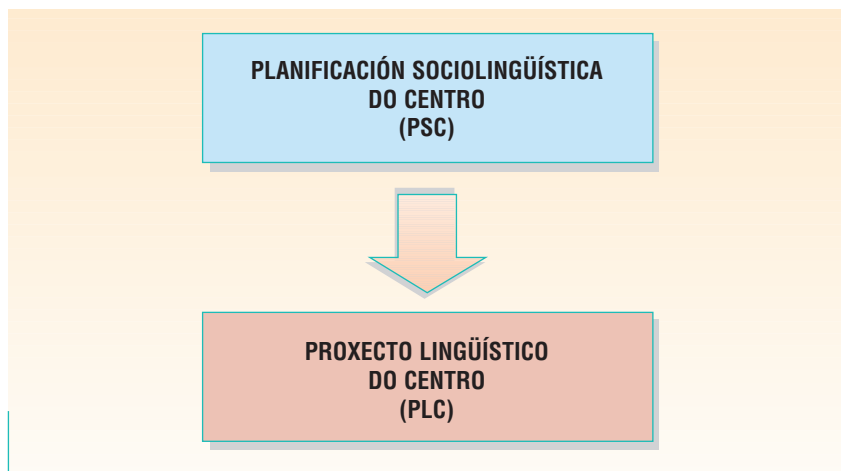 PLANIFICACIÓN SOCIOLINGÜÍSTICA
DO CENTRO
(PSC)
PROXECTO LINGÜÍSTICO
DO CENTRO
(PLC)